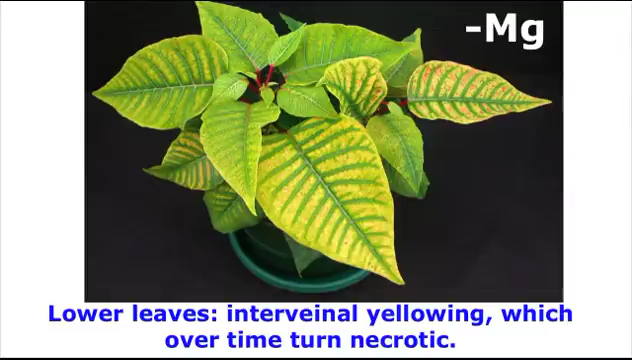 -Mg
Lower leaves: interveinal yellowing, which
over time turn necrotic.